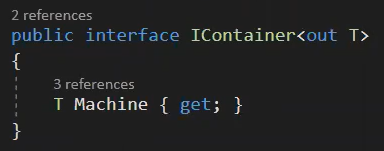 2 references
public interface IContainer<out T>
{
3 references
T Machine { get; }
}